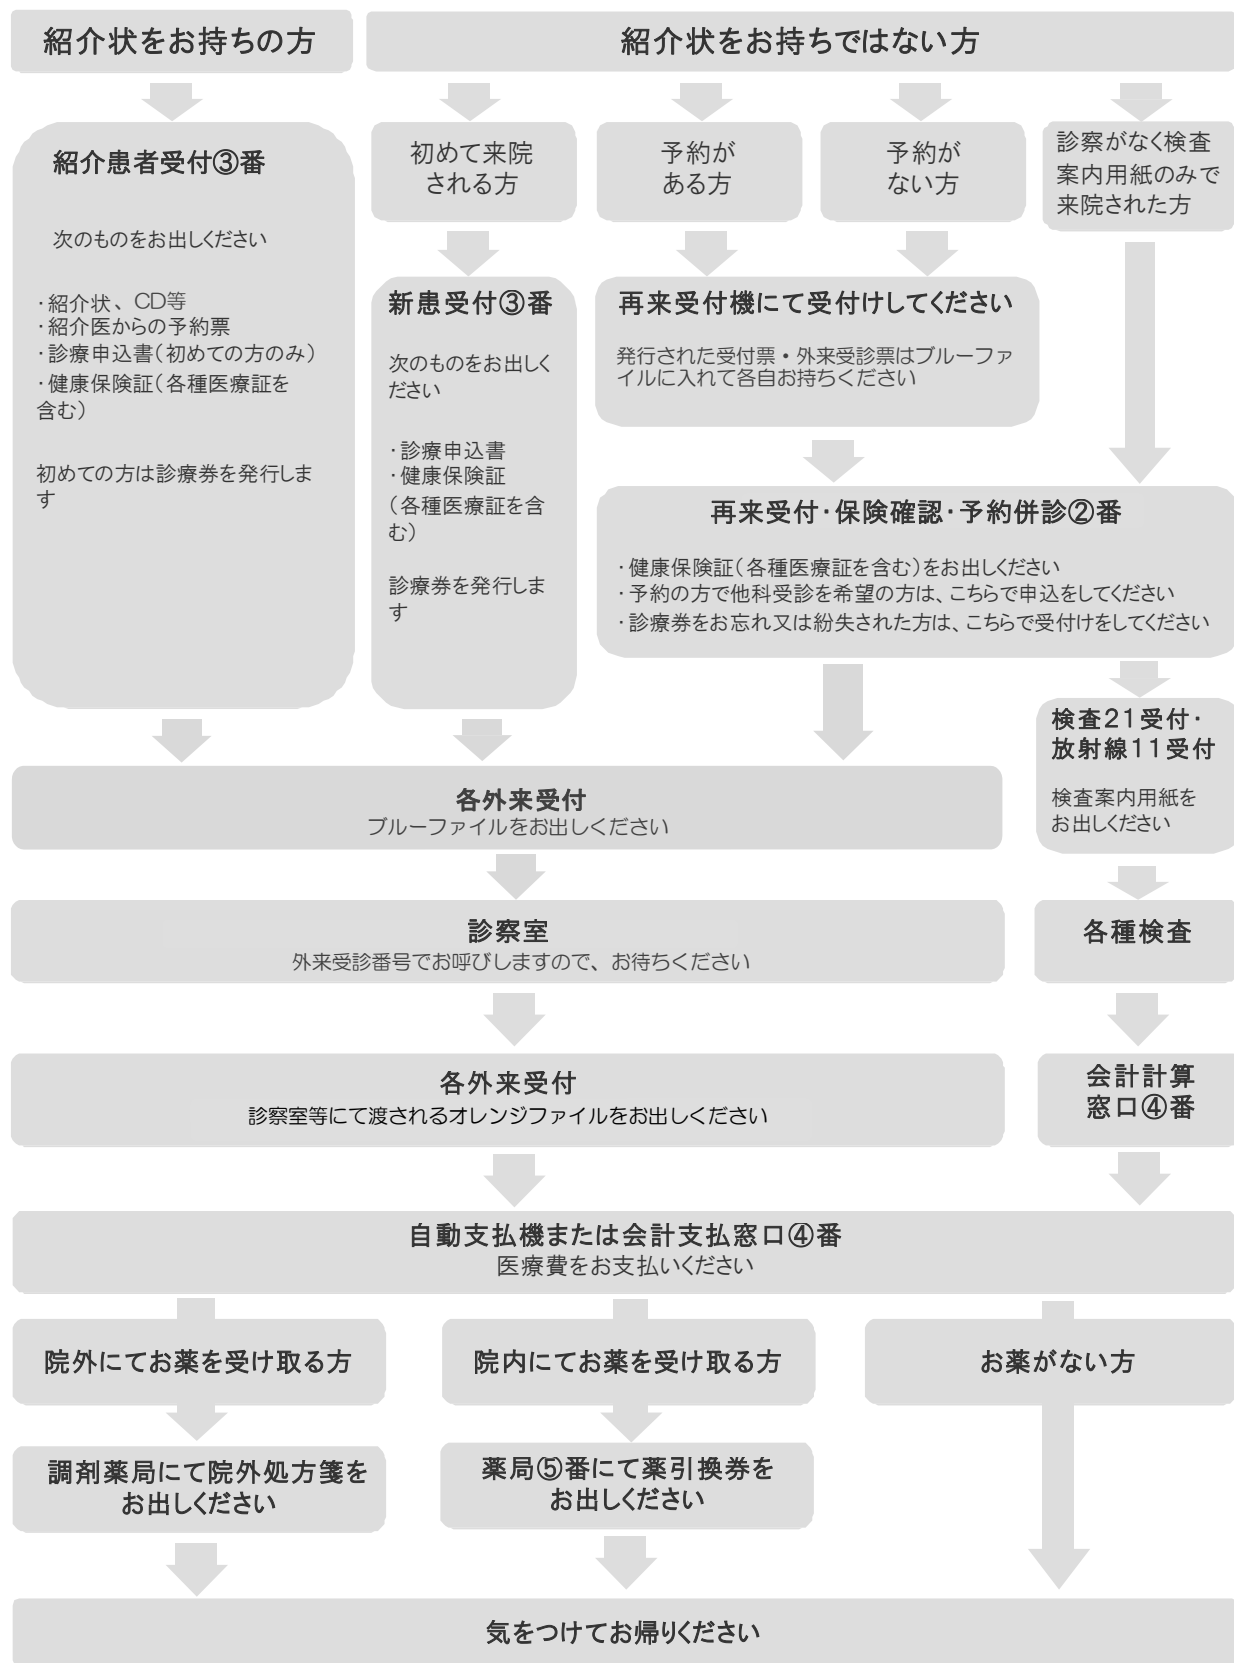 紹介状をお持ちの方
紹介状をお持ちではない方
紹介患者受付③番
次のものをお出しください
・紹介状、CD等
・紹介医からの予約票
・診療申込書（初めての方のみ）
・健康保険証（各種医療証を
含む）
初めての方は診療券を発行しま
す
初めて来院
される方
予約が
ある方
予約が
ない方
診察がなく検査
案内用紙のみで
来院された方
新患受付③番
次のものをお出しく
ださい
・診療申込書
・健康保険証
（各種医療証を含
む）
診療券を発行しま
す
再来受付機にて受付けしてください
発行された受付票・外来受診票はブルーファ
イルに入れて各自お持ちください
再来受付・保険確認・予約併診②番
・健康保険証（各種医療証を含む）をお出しください
・予約の方で他科受診を希望の方は、こちらで申込をしてください
・診療券をお忘れ又は紛失された方は、こちらで受付けをしてください
検査21受付・
放射線11受付
検査案内用紙を
お出しください
各外来受付
ブルーファイルをお出しください
診察室
外来受診番号でお呼びしますので、お待ちください
各種検査
各外来受付
診察室等にて渡されるオレンジファイルをお出しください
会計計算
窓口④番
自動支払機または会計支払窓口④番
医療費をお支払いください
院外にてお薬を受け取る方
院内にてお薬を受け取る方
お薬がない方
調剤薬局にて院外処方箋を
お出しください
薬局⑤番にて薬引換券を
お出しください
気をつけてお帰りください